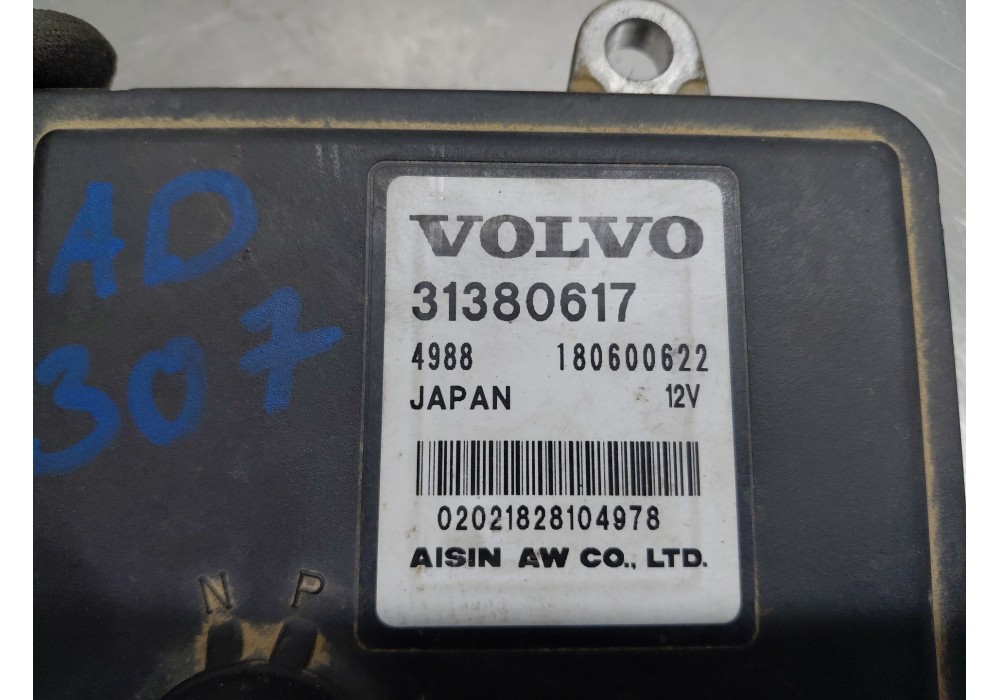 AD
307
VOLVO
31380617
4988 180600622
JAPAN 12V
02021828104978
AISIN AW CO., LTD.
N P